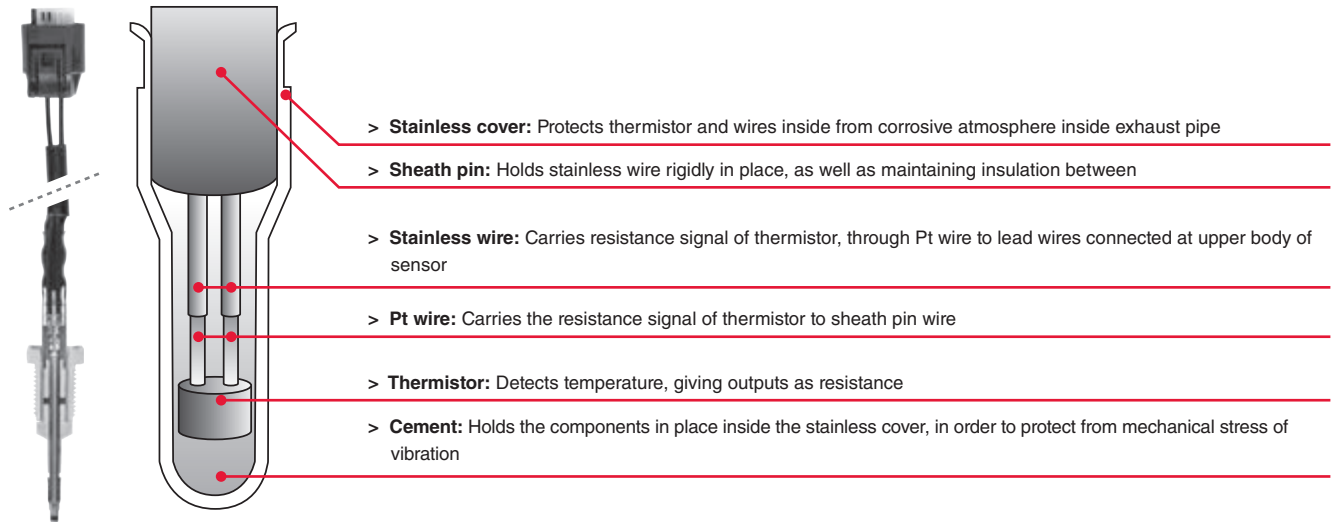 > Stainless cover: Protects thermistor and wires inside from corrosive atmosphere inside exhaust pipe
> Sheath pin: Holds stainless wire rigidly in place, as well as maintaining insulation between
> Stainless wire: Carries resistance signal of thermistor, through Pt wire to lead wires connected at upper body of
sensor
> Pt wire: Carries the resistance signal of thermistor to sheath pin wire
> Thermistor: Detects temperature, giving outputs as resistance
> Cement: Holds the components in place inside the stainless cover, in order to protect from mechanical stress of
vibration